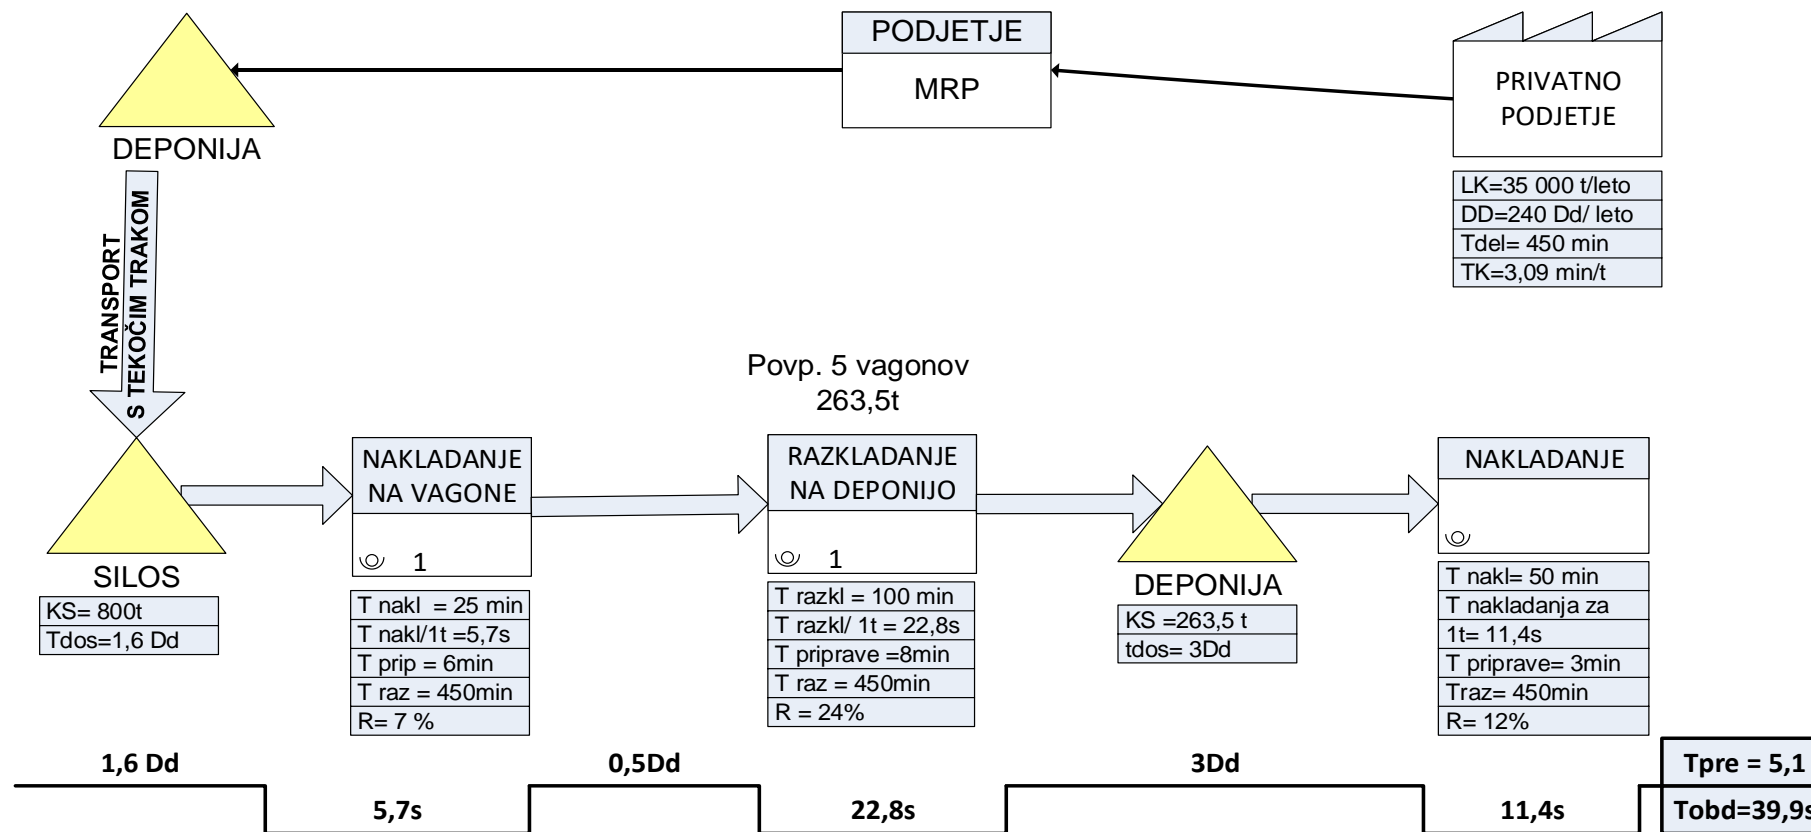 PODJETJE
MRP
PRIVATNO
PODJETJE
DEPONIJA
LK=35 000 t/leto
DD=240 Dd/ leto
Tdel= 450 min
TK=3,09 min/t
TRANSPORT
S TEKOČIM TRAKOM
Povp. 5 vagonov
263,5t
SILOS
KS= 800t
Tdos=1,6 Dd
NAKLADANJE
NA VAGONE
1
T nakl = 25 min
T nakl/1t =5,7s
T prip = 6min
T raz = 450min
R= 7 %
RAZKLADANJE
NA DEPONIJO
1
T razkl = 100 min
T razkl/ 1t = 22,8s
T priprave =8min
T raz = 450min
R = 24%
DEPONIJA
KS =263,5 t
tdos= 3Dd
NAKLADANJE
T nakl= 50 min
T nakladanja za
1t= 11,4s
T priprave= 3min
Traz= 450min
R= 12%
1,6 Dd
0,5Dd
3Dd
Tpre = 5,1
5,7s
22,8s
11,4s
Tobd=39,9s